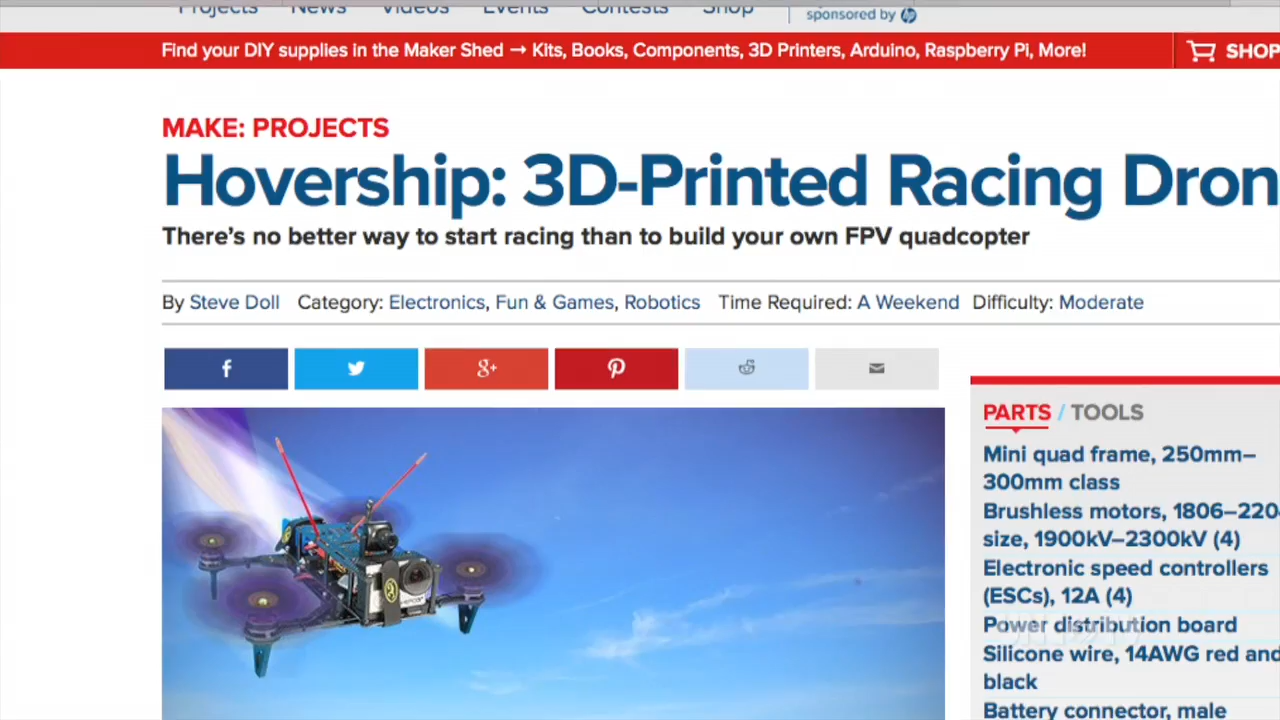 Projects News Videos Events Contests Shop
sponsored by hp
Find your DIY supplies in the Maker Shed → Kits, Books, Components, 3D Printers, Arduino, Raspberry Pi, More!
SHOP
MAKE: PROJECTS
Hovership: 3D-Printed Racing Dron
There's no better way to start racing than to build your own FPV quadcopter
By Steve Doll Category: Electronics, Fun & Games, Robotics Time Required: A Weekend Difficulty: Moderate
f g+
PARTS / TOOLS
Mini quad frame, 250mm–
300mm class
Brushless motors, 1806–220
size, 1900kV–2300kV (4)
Electronic speed controllers
(ESCs), 12A (4)
Power distribution board
Silicone wire, 14AWG red and
black
Battery connector, male